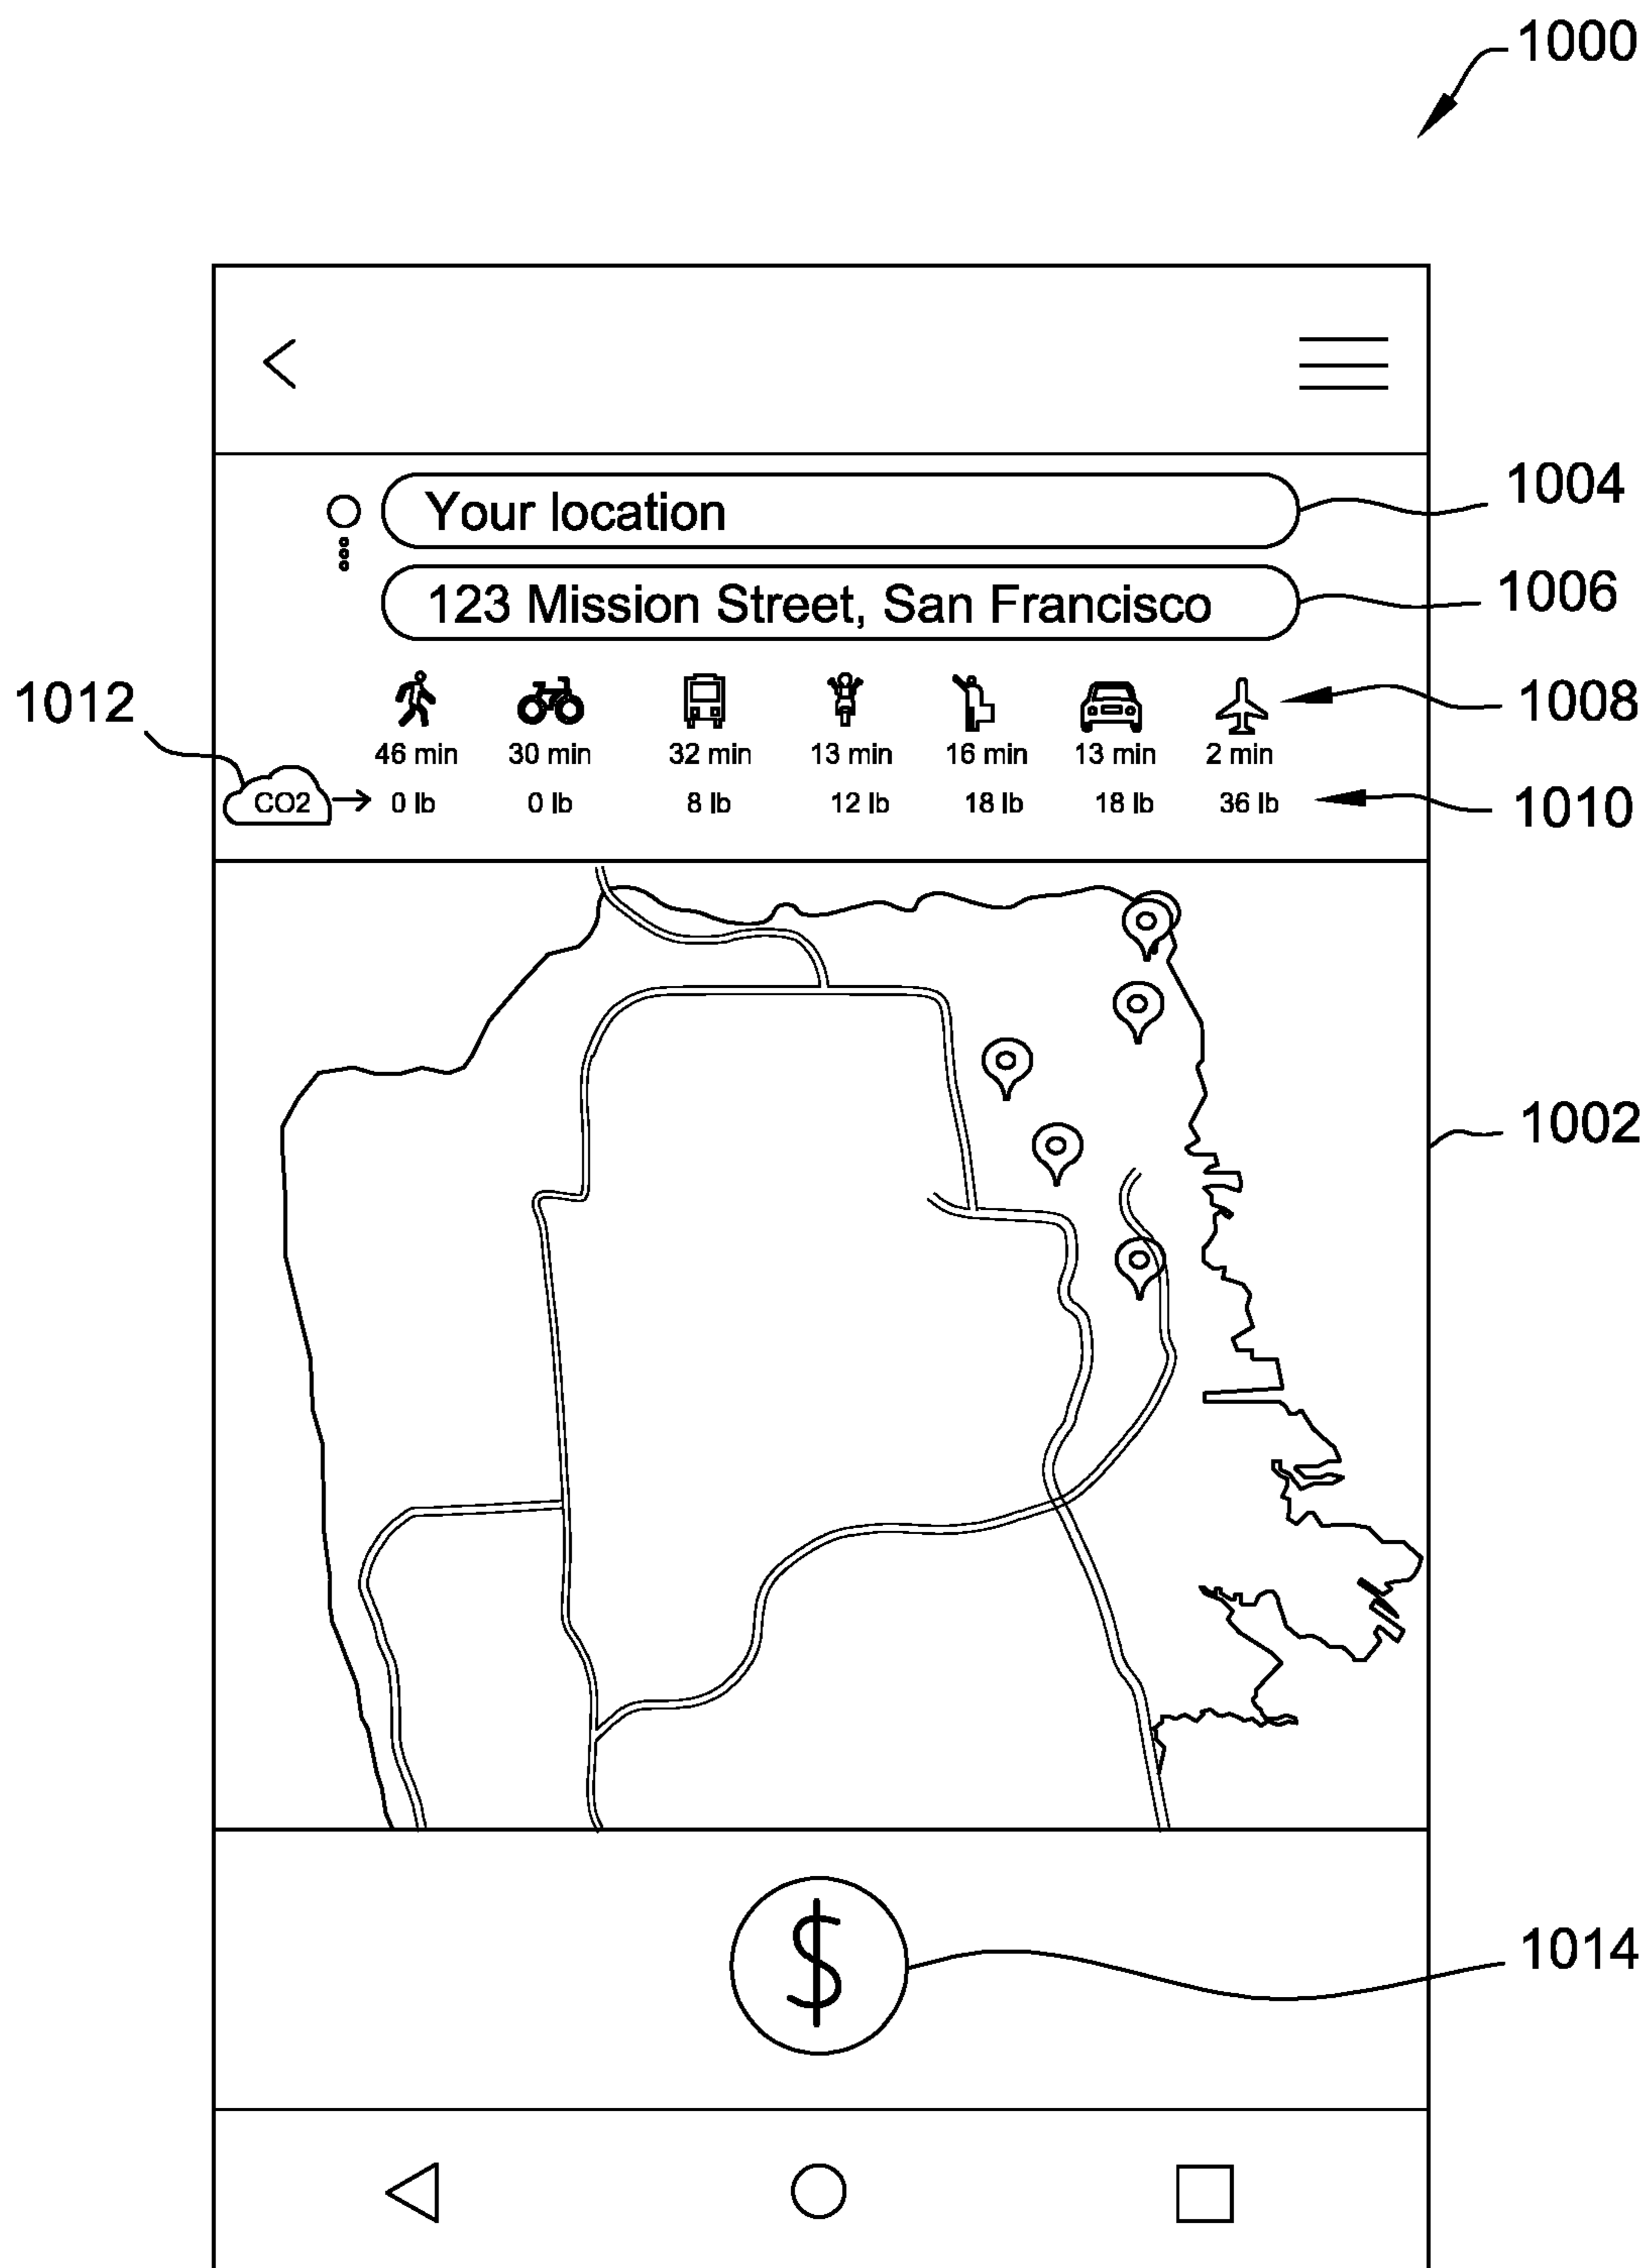 1000
Your location
1004
123 Mission Street, San Francisco
1006
1012
1008
46 min 30 min 32 min 13 min 16 min 13 min 2 min
CO2 0 lb 0 lb 8 lb 12 lb 18 lb 18 lb 36 lb
1010
1002
$
1014